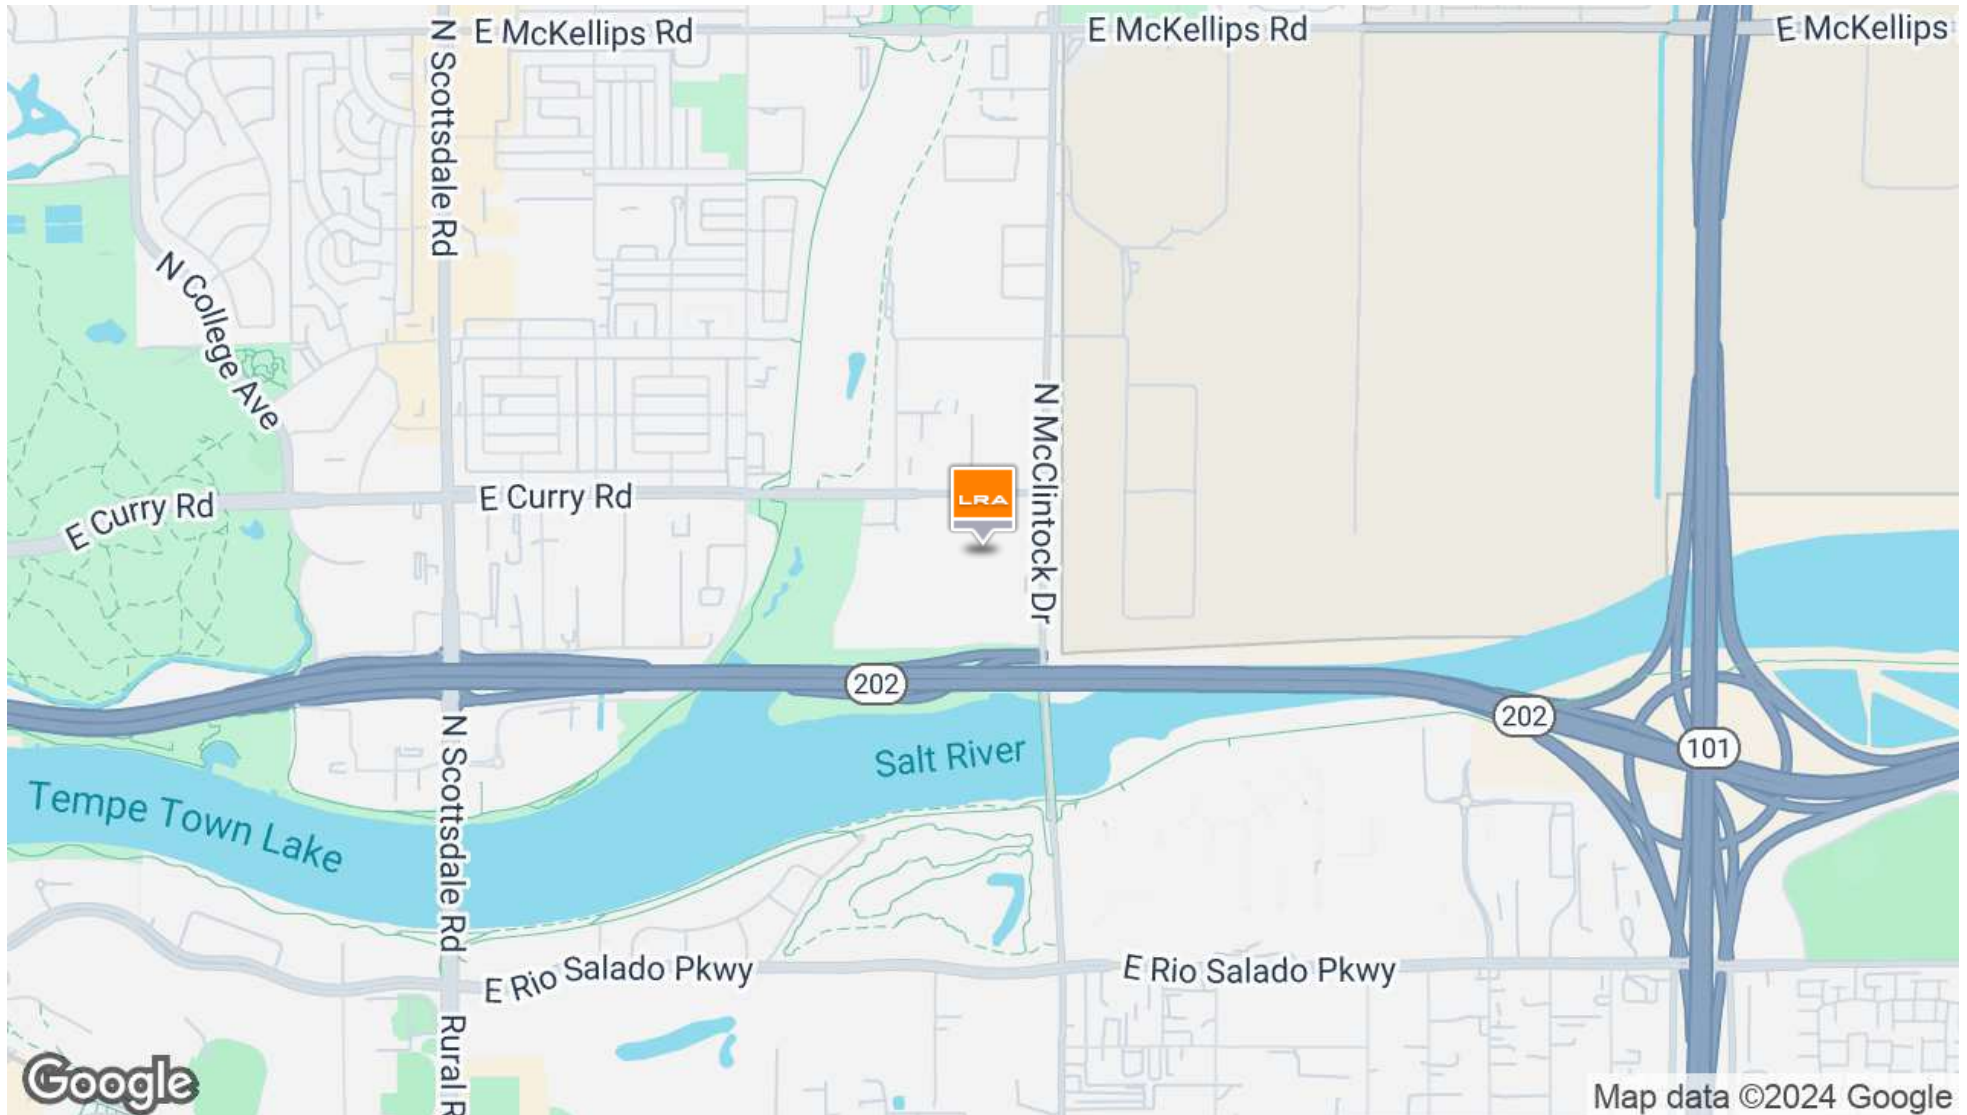 E McKellips Rd
E McKellips Rd
E McKellips
N Scottsdale Rd
N College Ave
N McClintock Dr
LRA
E Curry Rd
E Curry Rd
202
202
101
Salt River
Tempe Town Lake
N Scottsdale Rd
E Rio Salado Pkwy
E Rio Salado Pkwy
Rural R
Google
Map data ©2024 Google